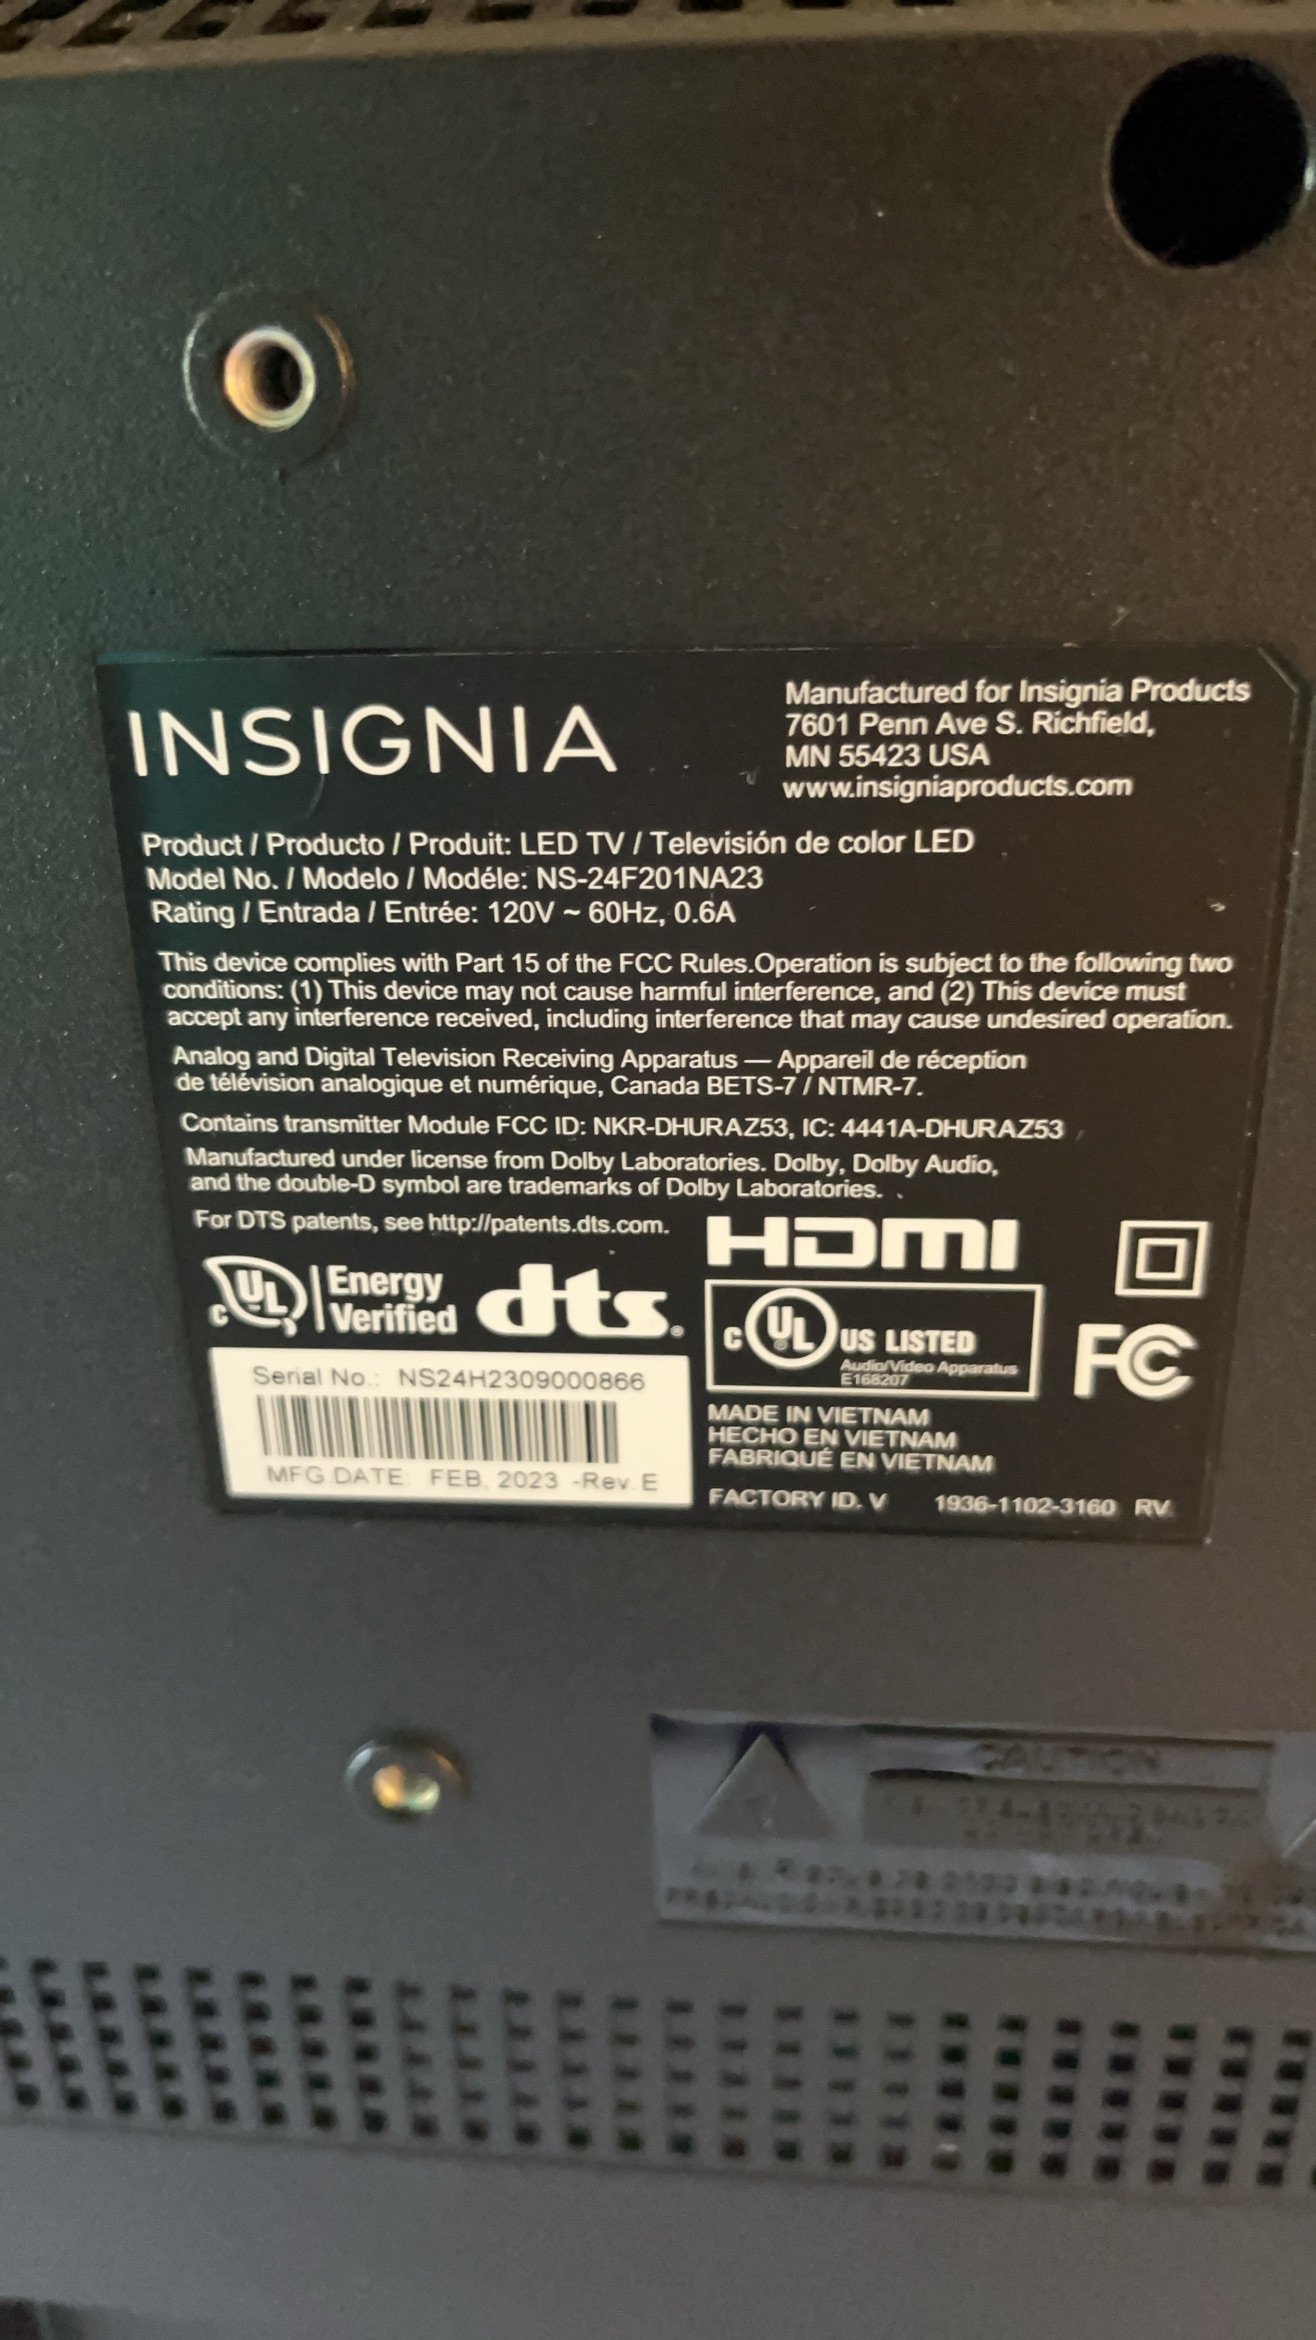 INSIGNIA
Manufactured for Insignia Products
7601 Penn Ave S. Richfield,
MN 55423 USA
www.insigniaproducts.com
Product / Producto / Produit: LED TV / Televisión de color LED
Model No. / Modelo / Modéle: NS-24F201NA23
Rating / Entrada / Entrée: 120V ~ 60Hz, 0.6A
This device complies with Part 15 of the FCC Rules.Operation is subject to the following two
conditions: (1) This device may not cause harmful interference, and (2) This device must
accept any interference received, including interference that may cause undesired operation.
Analog and Digital Television Receiving Apparatus — Appareil de réception
de télévision analogique et numérique, Canada BETS-7 / NTMR-7.
Contains transmitter Module FCC ID: NKR-DHURAZ53, IC: 4441A-DHURAZ53
Manufactured under license from Dolby Laboratories. Dolby, Dolby Audio,
and the double-D symbol are trademarks of Dolby Laboratories.
For DTS patents, see http://patents.dts.com.
HDMI
c UL Energy
Verified
dts
c UL US LISTED
Audio/Video Apparatus
E168207
FC
Serial No.: NS24H2309000866
MFG DATE: FEB, 2023 -Rev. E
MADE IN VIETNAM
HECHO EN VIETNAM
FABRIQUÉ EN VIETNAM
FACTORY ID. V 1936-1102-3160 RV
CAUTION